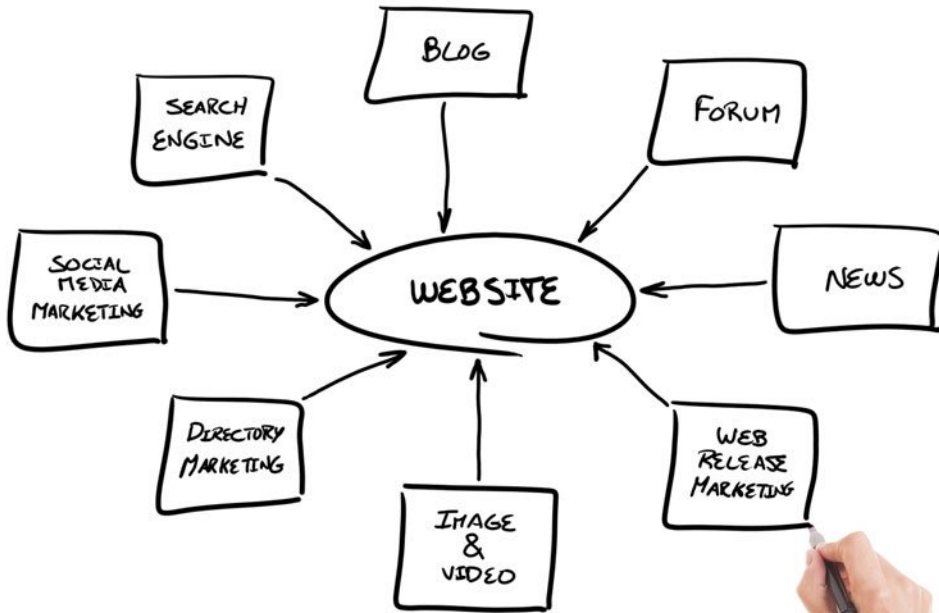 BLOG
SEARCH
ENGINE
FORUM
SOCIAL
MEDIA
MARKETING
WEBSITE
NEWS
DIRECTORY
MARKETING
WEB
RELEASE
MARKETING
IMAGE
&
VIDEO